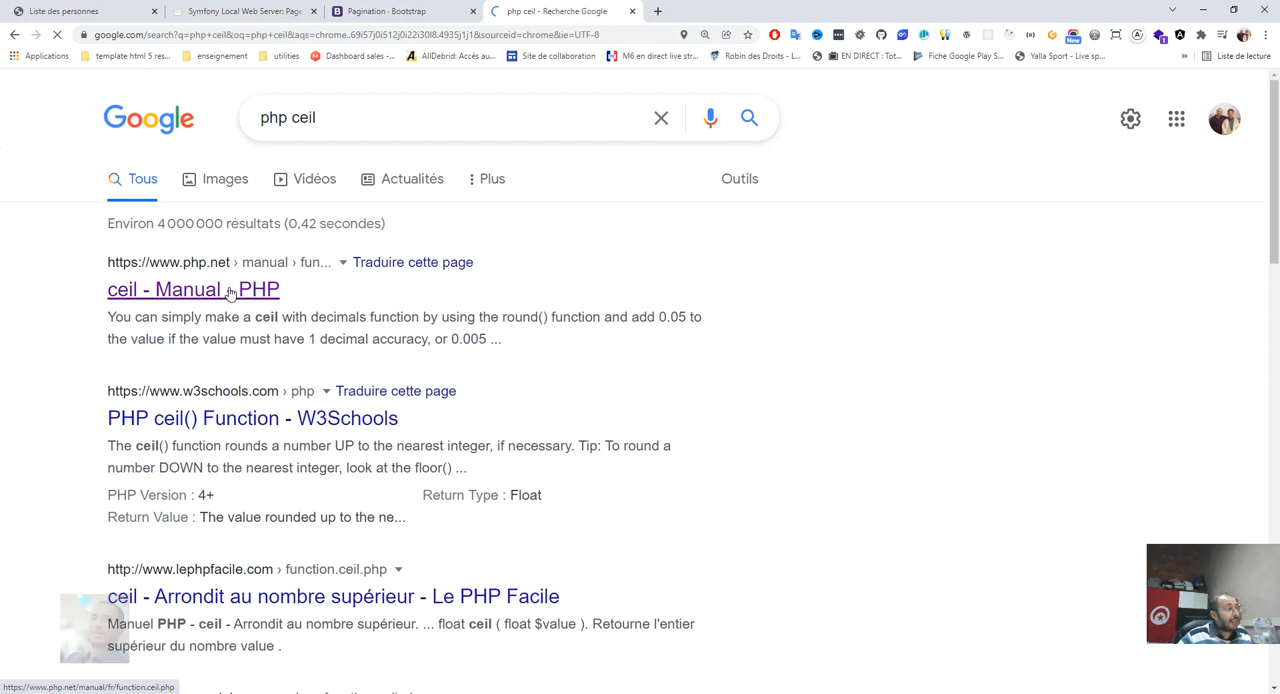 Liste des personnes
Symfony Local Web Server: Page
Pagination · Bootstrap
php ceil - Recherche Google
google.com/search?q=php+ceil&oq=php+ceil&aqs=chrome..69i57j0i512j0i22i30l8.4935j1j1&sourceid=chrome&ie=UTF-8
Applications
template html 5 res...
enseignement
utilities
Dashboard sales -...
AllDebrid: Accès au...
Site de collaboration
M6 en direct live str...
Robin des Droits - L...
EN DIRECT : Tot...
Fiche Google Play S...
Yalla Sport - Live sp...
»
Liste de lecture
New
Google
php ceil
Tous
Images
Vidéos
Actualités
Plus
Outils
Environ 4 000 000 résultats (0,42 secondes)
https://www.php.net › manual › fun... Traduire cette page
ceil - Manual - PHP
You can simply make a ceil with decimals function by using the round() function and add 0.05 to
the value if the value must have 1 decimal accuracy, or 0.005 ...
https://www.w3schools.com › php Traduire cette page
PHP ceil() Function - W3Schools
The ceil() function rounds a number UP to the nearest integer, if necessary. Tip: To round a
number DOWN to the nearest integer, look at the floor() ...
PHP Version : 4+
Return Type : Float
Return Value : The value rounded up to the ne...
http://www.lephpfacile.com › function.ceil.php
ceil - Arrondit au nombre supérieur - Le PHP Facile
Manuel PHP - ceil - Arrondit au nombre supérieur. ... float ceil ( float $value ). Retourne l'entier
supérieur du nombre value .
https://www.php.net/manual/fr/function.ceil.php